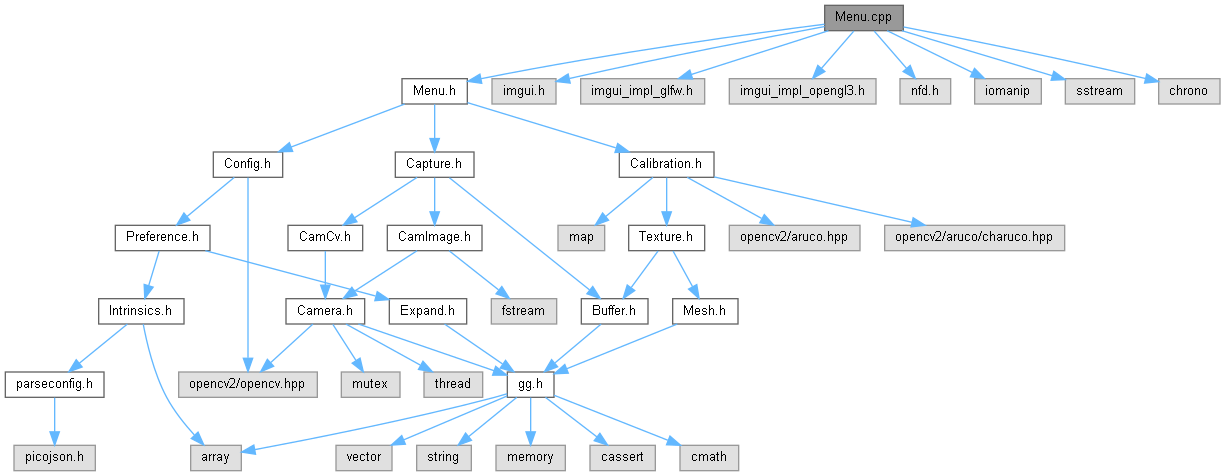 Menu.cpp
Menu.h
imgui.h
imgui_impl_glfw.h
imgui_impl_opengl3.h
nfd.h
iomanip
sstream
chrono
Config.h
Capture.h
Calibration.h
Preference.h
CamCv.h
CamImage.h
map
Texture.h
opencv2/aruco.hpp
opencv2/aruco/charuco.hpp
Intrinsics.h
Camera.h
Expand.h
fstream
Buffer.h
Mesh.h
parseconfig.h
opencv2/opencv.hpp
mutex
thread
gg.h
picojson.h
array
vector
string
memory
cassert
cmath